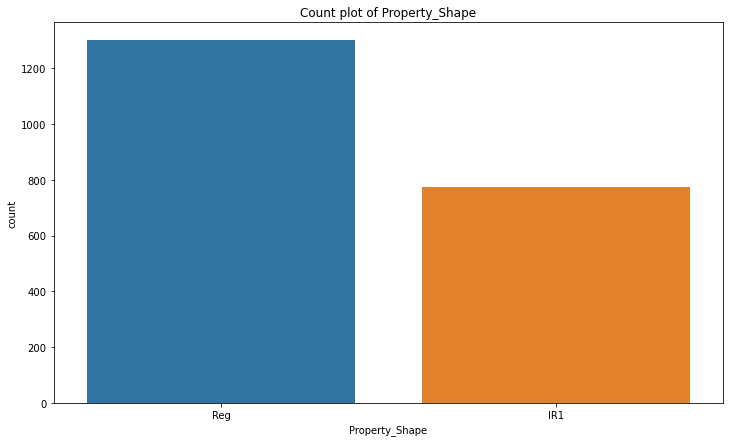 Count plot of Property_Shape
1200
1000
800
600
400
200
0
count
Reg
IR1
Property_Shape